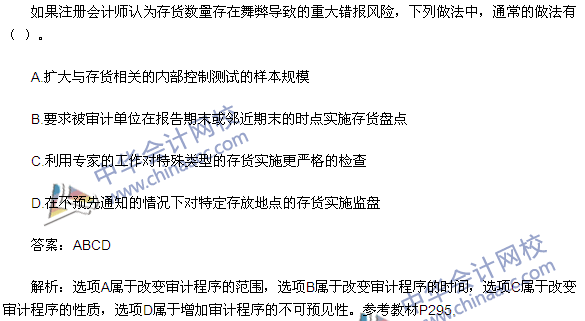 如果注册会计师认为存货数量存在舞弊导致的重大错报风险，下列做法中，通常的做法有
（ ）。
A.扩大与存货相关的内部控制测试的样本规模
B.要求被审计单位在报告期末或邻近期末的时点实施存货盘点
C.利用专家的工作对特殊类型的存货实施更严格的检查
D.在不预先通知的情况下对特定存放地点的存货实施监盘
答案：ABCD
解析：选项A属于改变审计程序的范围，选项B属于改变审计程序的时间，选项C属于改变
审计程序的性质，选项D属于增加审计程序的不可预见性。参考教材P295
中华会计网校
www.chinaacc.com
中华会计网校
www.chinaacc.com